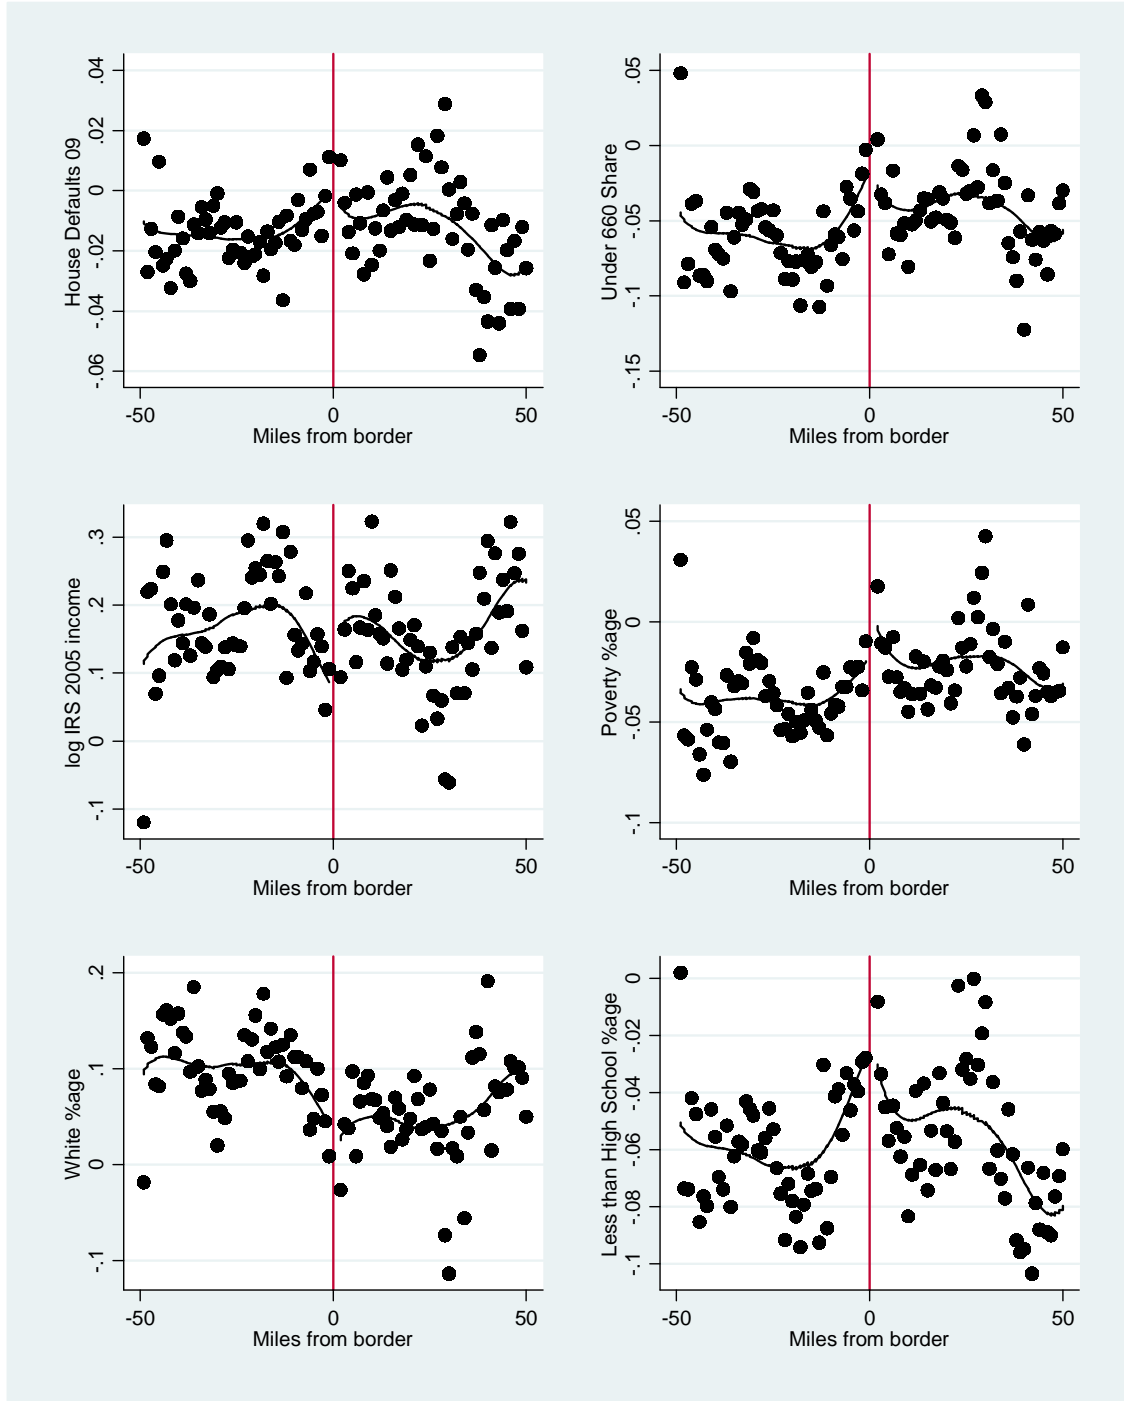 House Defaults 09
.04
.02
0
-.02
-.04
-.06
-50 0 50
Miles from border
Under 660 Share
.05
0
-.05
-.1
-.15
-50 0 50
Miles from border
log IRS 2005 income
.3
.2
.1
0
-.1
-50 0 50
Miles from border
Poverty %age
.05
0
-.05
-.1
-50 0 50
Miles from border
White %age
.2
.1
0
-.1
-50 0 50
Miles from border
Less than High School %age
0
-.02
-.04
-.06
-.08
-.1
-50 0 50
Miles from border